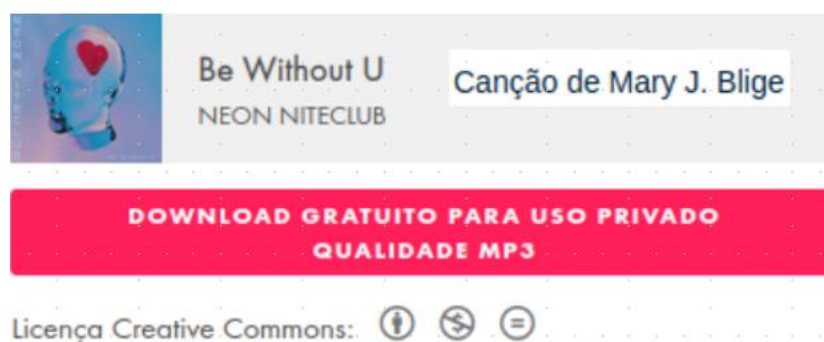 Be Without U
Canção de Mary J. Blige
NEON NITECLUB
DOWNLOAD GRATUITO PARA USO PRIVADO
QUALIDADE MP3
Licença Creative Commons: